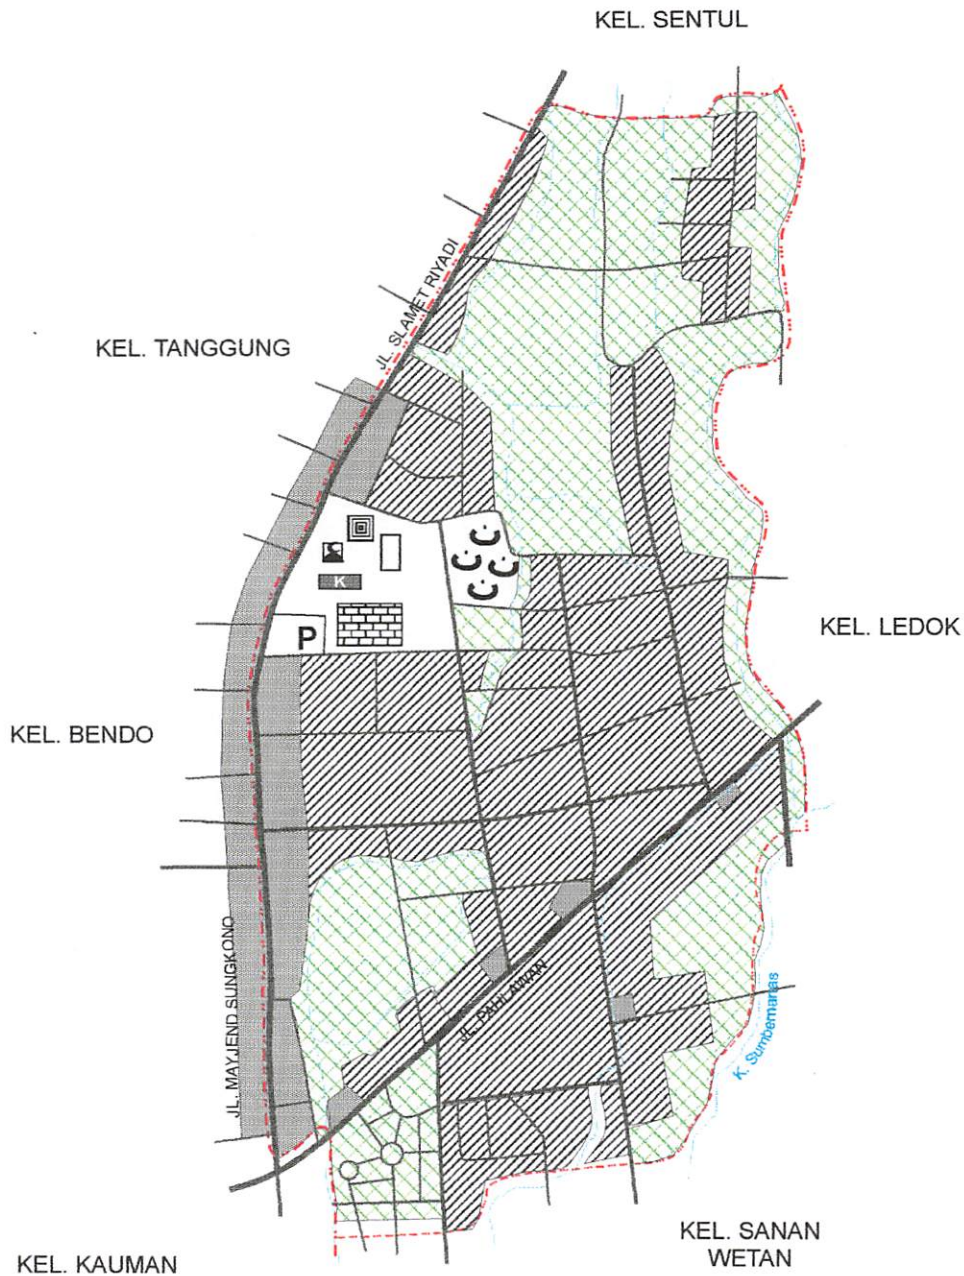 KEL. SENTUL
JL. SLAMET RIYADI
KEL. TANGGUNG
K
P
KEL. LEDOK
KEL. BENDO
JL. MAYJEND SUNGKONO
JL. PAHLAWAN
K. Sumbernanas
KEL. SANAN
WETAN
KEL. KAUMAN